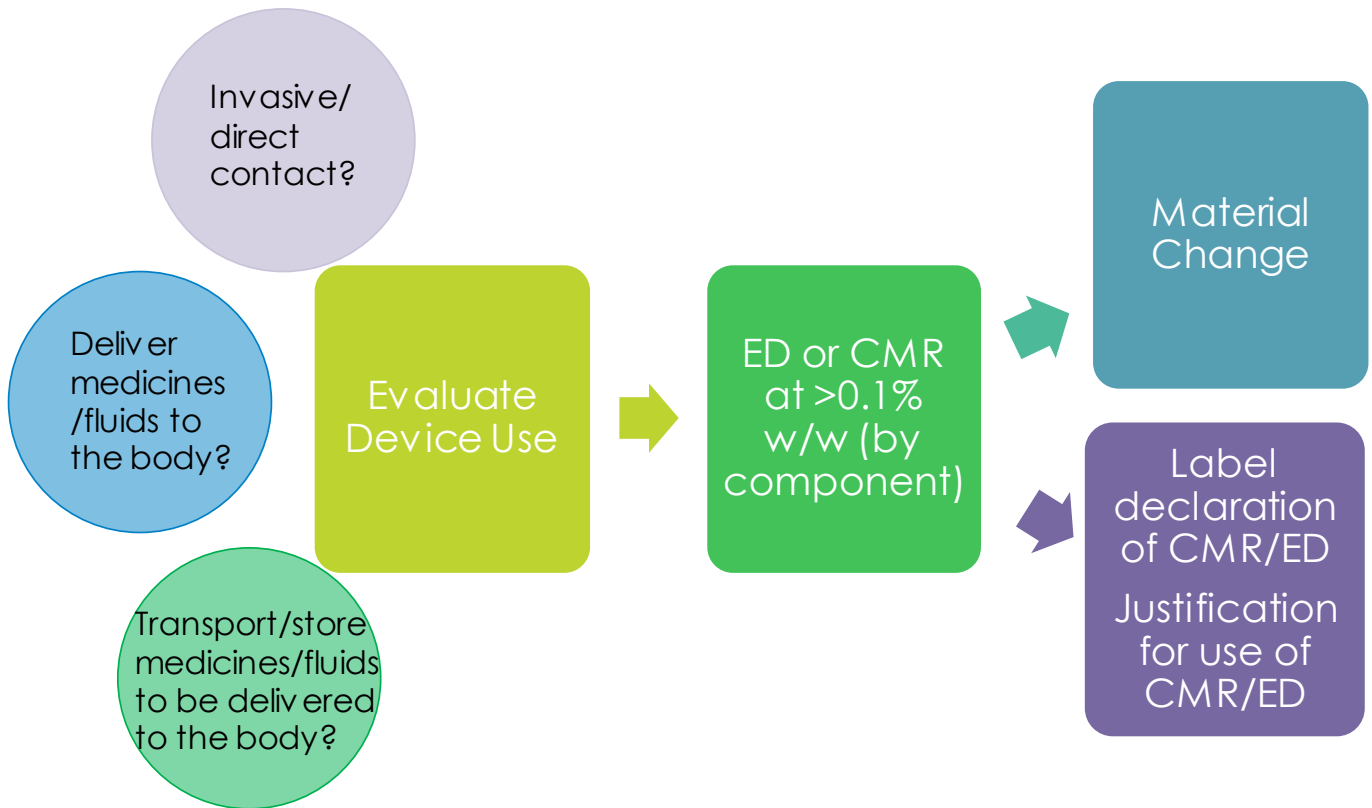 Invasive/
direct
contact?
Deliver
medicines
/fluids to
the body?
Transport/store
medicines/fluids
to be delivered
to the body?
Evaluate
Device Use
ED or CMR
at >0.1%
w/w (by
component)
Material
Change
Label
declaration
of CMR/ED
Justification
for use of
CMR/ED